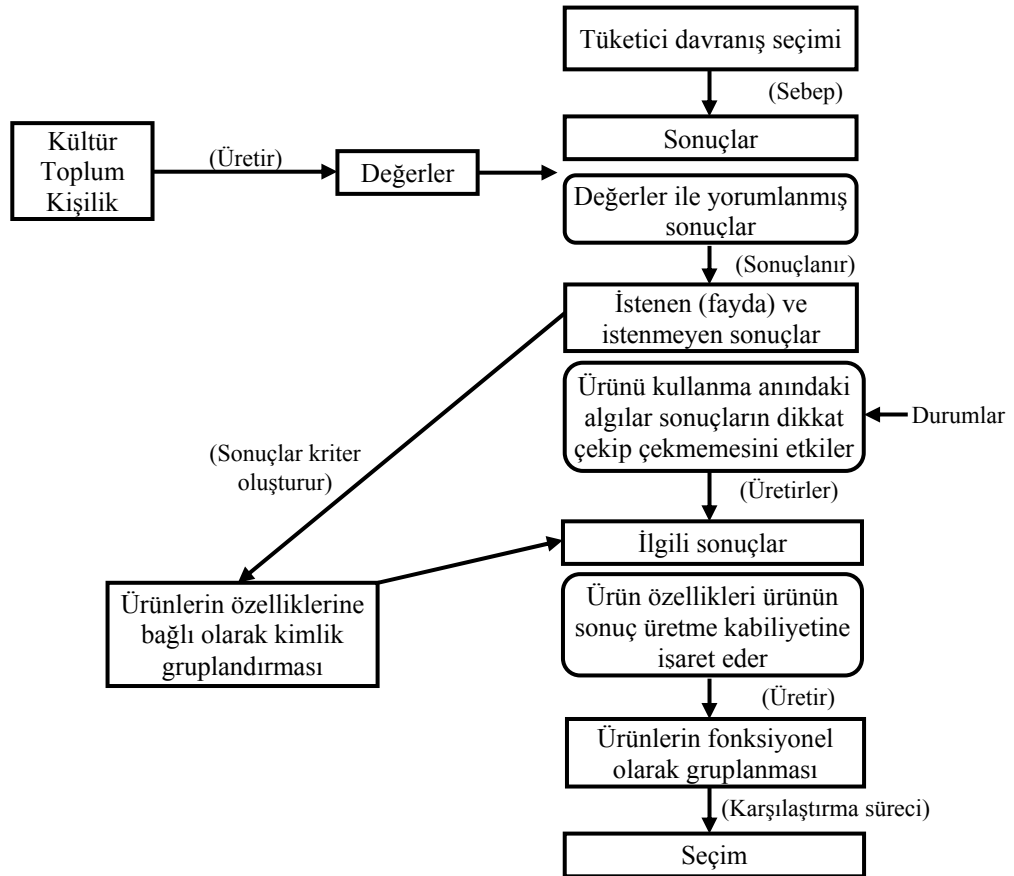 Tüketici davranış seçimi
(Sebep)
Sonuçlar
Kültür
Toplum
Kişilik
(Üretir)
Değerler
Değerler ile yorumlanmış
sonuçlar
(Sonuçlanır)
İstenen (fayda) ve
istenmeyen sonuçlar
Ürünü kullanma anındaki
algılar sonuçların dikkat
çekip çekmemesini etkiler
Durumlar
(Sonuçlar kriter
oluşturur)
(Üretirler)
İlgili sonuçlar
Ürünlerin özelliklerine
bağlı olarak kimlik
gruplandırması
Ürün özellikleri ürünün
sonuç üretme kabiliyetine
işaret eder
(Üretir)
Ürünlerin fonksiyonel
olarak gruplanması
(Karşılaştırma süreci)
Seçim